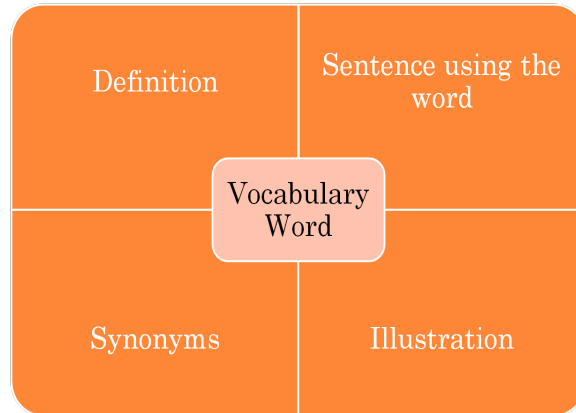 Definition
Sentence using the
word
Vocabulary
Word
Synonyms
Illustration